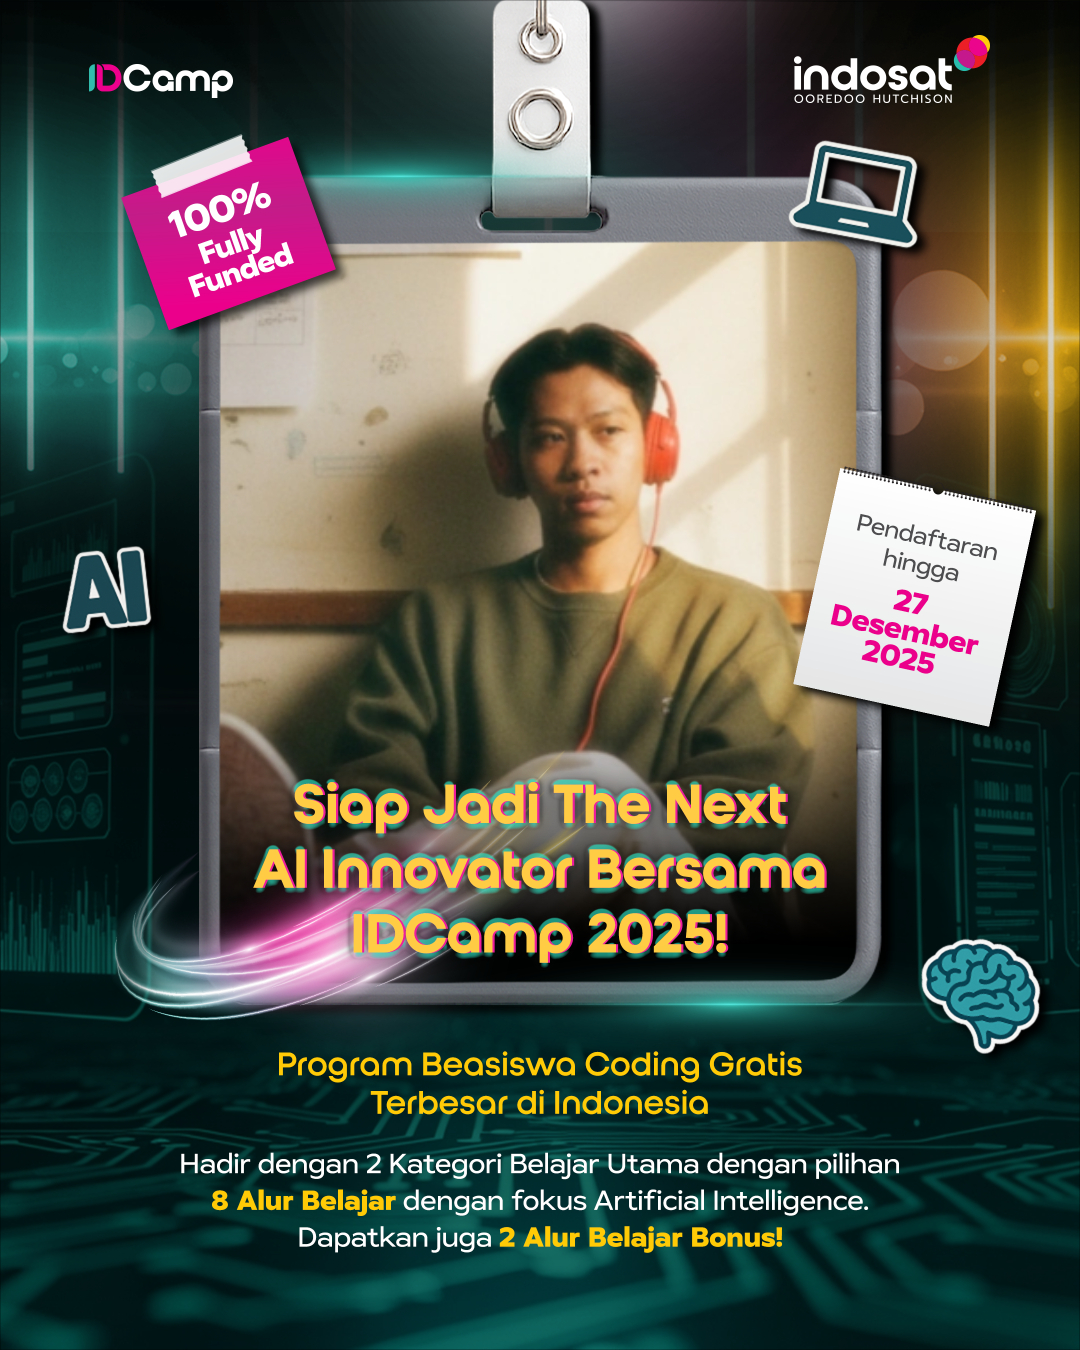 IDCamp
indosat
OOREDOO HUTCHISON
100%
Fully
Funded
Pendaftaran
hingga
27
Desember
2025
AI
Siap Jadi The Next
AI Innovator Bersama
IDCamp 2025!
Program Beasiswa Coding Gratis
Terbesar di Indonesia
Hadir dengan 2 Kategori Belajar Utama dengan pilihan
8 Alur Belajar dengan fokus Artificial Intelligence.
Dapatkan juga 2 Alur Belajar Bonus!